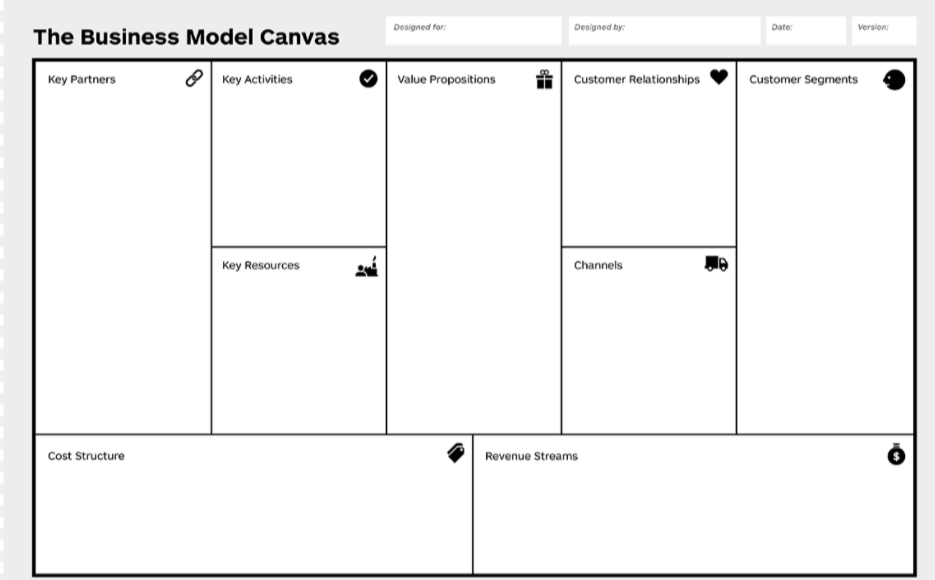 The Business Model Canvas
Designed for:
Designed by:
Date:
Version:
Key Partners
Key Activities
Value Propositions
Customer Relationships
Customer Segments
Key Resources
Channels
Cost Structure
Revenue Streams
$